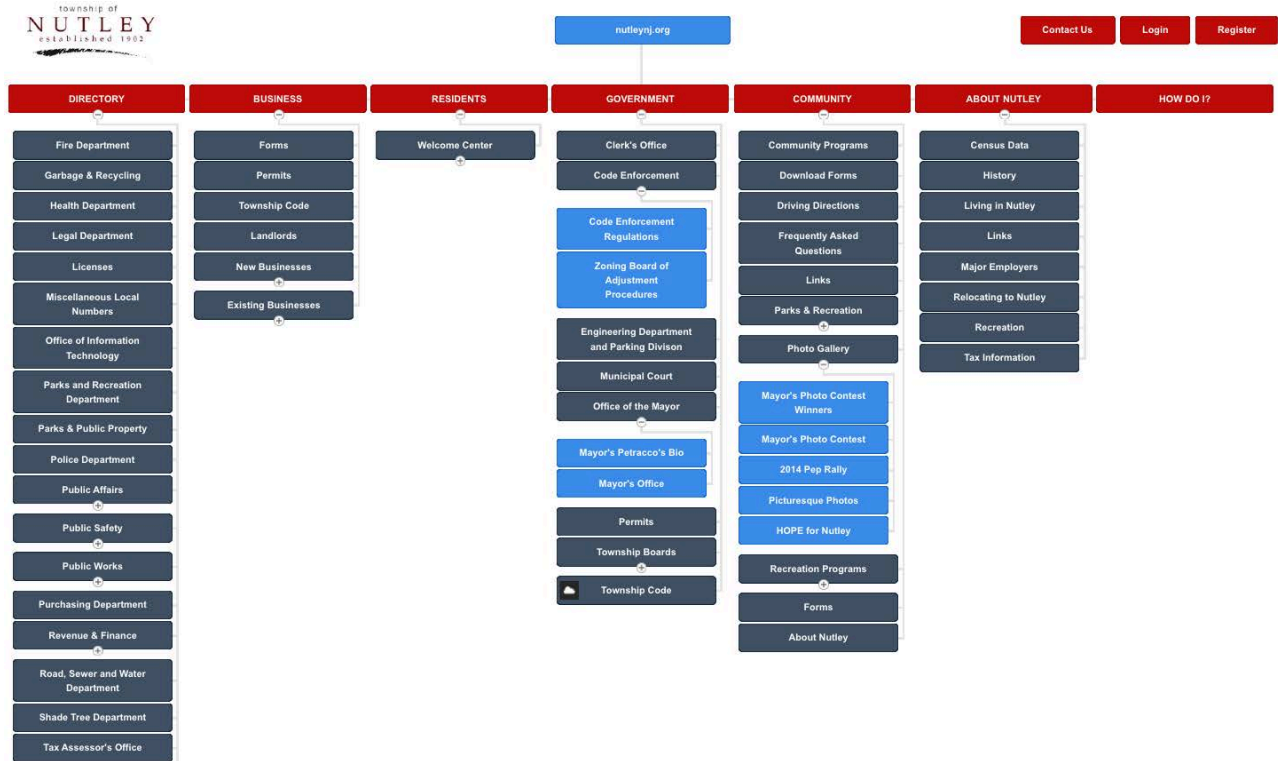 township of
NUTLEY
established 1902
nutleynj.org
Contact Us
Login
Register
DIRECTORY
BUSINESS
RESIDENTS
GOVERNMENT
COMMUNITY
ABOUT NUTLEY
HOW DO I?
Fire Department
Garbage & Recycling
Health Department
Legal Department
Licenses
Miscellaneous Local
Numbers
Office of Information
Technology
Parks and Recreation
Department
Parks & Public Property
Police Department
Public Affairs
Public Safety
Public Works
Purchasing Department
Revenue & Finance
Road, Sewer and Water
Department
Shade Tree Department
Tax Assessor's Office
Forms
Permits
Township Code
Landlords
New Businesses
Existing Businesses
Welcome Center
Clerk's Office
Code Enforcement
Code Enforcement
Regulations
Zoning Board of
Adjustment
Procedures
Engineering Department
and Parking Divison
Municipal Court
Office of the Mayor
Mayor's Petracco's Bio
Mayor's Office
Permits
Township Boards
Township Code
Community Programs
Download Forms
Driving Directions
Frequently Asked
Questions
Links
Parks & Recreation
Photo Gallery
Mayor's Photo Contest
Winners
Mayor's Photo Contest
2014 Pep Rally
Picturesque Photos
HOPE for Nutley
Recreation Programs
Forms
About Nutley
Census Data
History
Living in Nutley
Links
Major Employers
Relocating to Nutley
Recreation
Tax Information